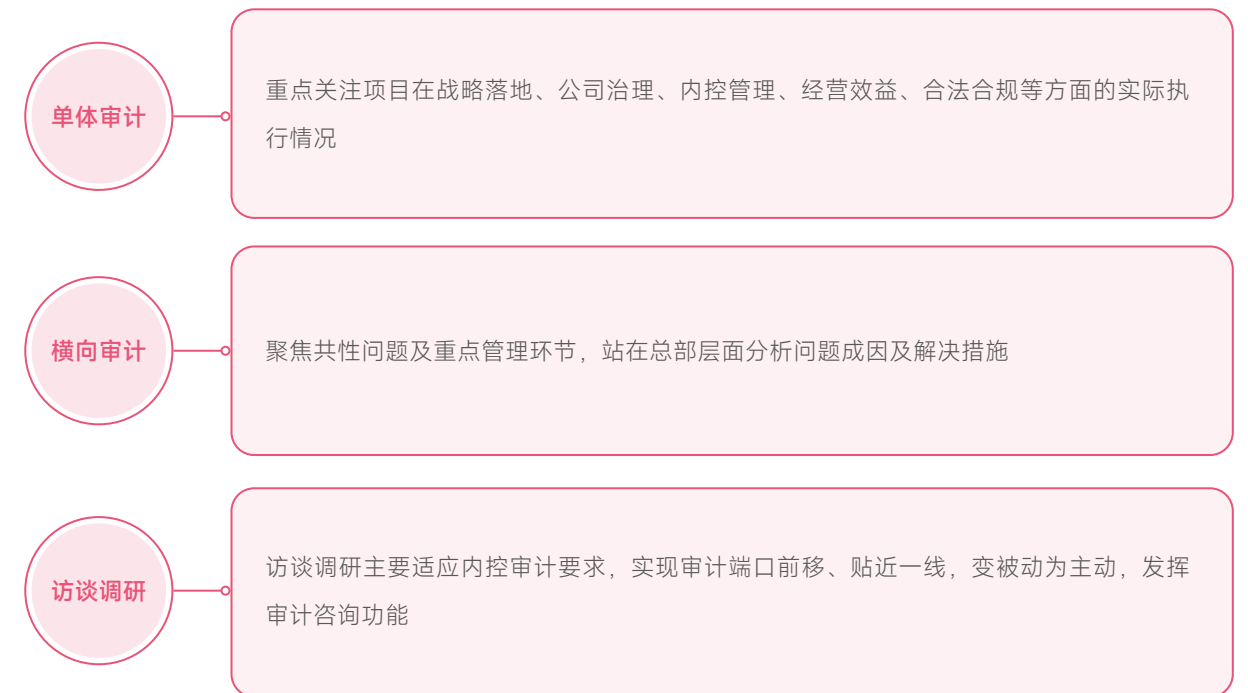 单体审计
重点关注项目在战略落地、公司治理、内控管理、经营效益、合法合规等方面的实际执
行情况
横向审计
聚焦共性问题及重点管理环节，站在总部层面分析问题成因及解决措施
访谈调研
访谈调研主要适应内控审计要求，实现审计端口前移、贴近一线，变被动为主动，发挥
审计咨询功能